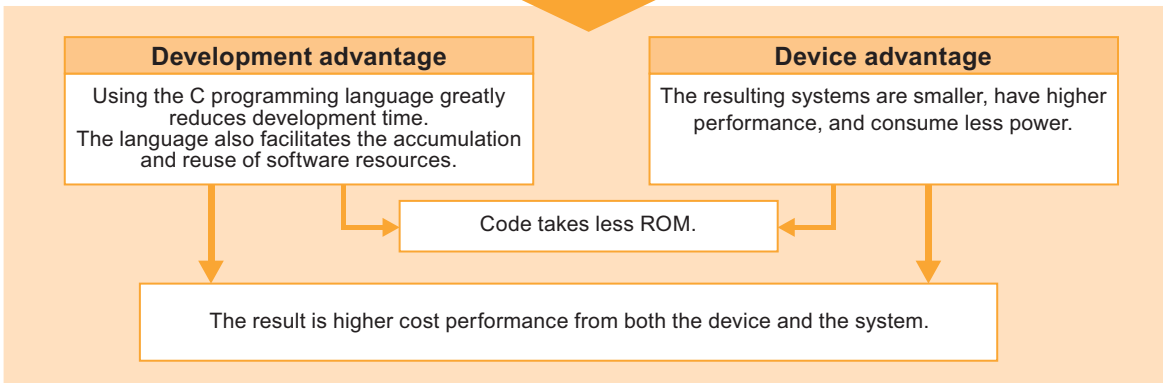 Development advantage
Using the C programming language greatly
reduces development time.
The language also facilitates the accumulation
and reuse of software resources.
Device advantage
The resulting systems are smaller, have higher
performance, and consume less power.
Code takes less ROM.
The result is higher cost performance from both the device and the system.